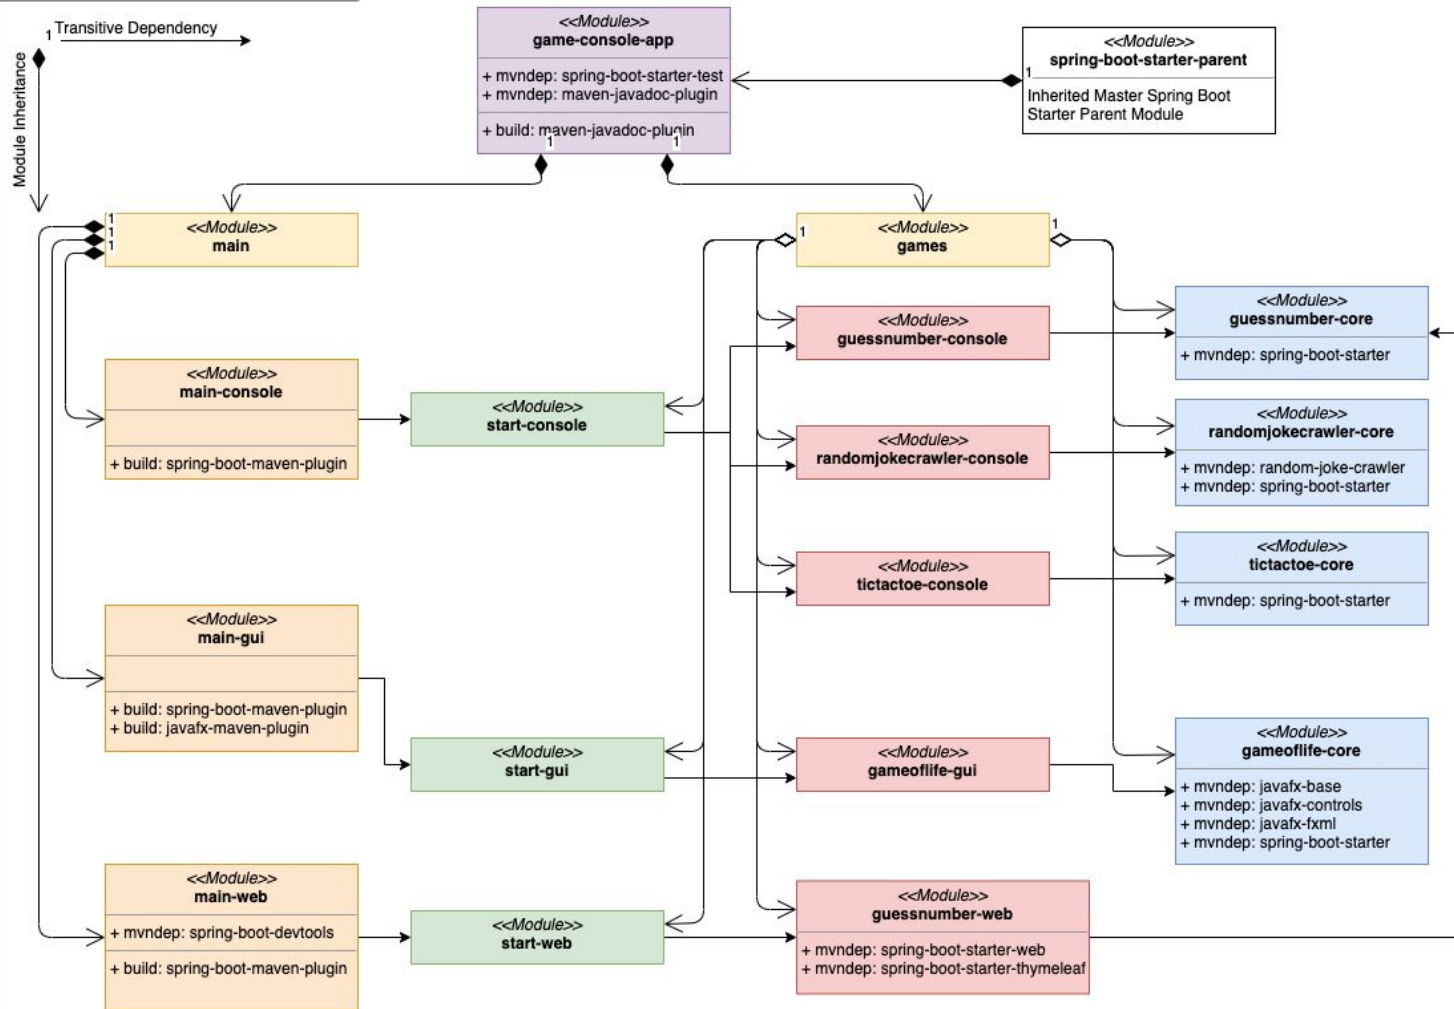 Transitive Dependency
1
Module Inheritance
<<Module>>
game-console-app
+ mvndep: spring-boot-starter-test
+ mvndep: maven-javadoc-plugin
+ build: maven-javadoc-plugin
1
1
<<Module>>
spring-boot-starter-parent
1
Inherited Master Spring Boot
Starter Parent Module
1
1
1
<<Module>>
main
1
<<Module>>
games
1
<<Module>>
main-console
+ build: spring-boot-maven-plugin
<<Module>>
start-console
<<Module>>
guessnumber-console
<<Module>>
guessnumber-core
+ mvndep: spring-boot-starter
<<Module>>
randomjokecrawler-console
<<Module>>
randomjokecrawler-core
+ mvndep: random-joke-crawler
+ mvndep: spring-boot-starter
<<Module>>
tictactoe-console
<<Module>>
tictactoe-core
+ mvndep: spring-boot-starter
<<Module>>
main-gui
+ build: spring-boot-maven-plugin
+ build: javafx-maven-plugin
<<Module>>
start-gui
<<Module>>
gameoflife-gui
<<Module>>
gameoflife-core
+ mvndep: javafx-base
+ mvndep: javafx-controls
+ mvndep: javafx-fxml
+ mvndep: spring-boot-starter
<<Module>>
main-web
+ mvndep: spring-boot-devtools
+ build: spring-boot-maven-plugin
<<Module>>
start-web
<<Module>>
guessnumber-web
+ mvndep: spring-boot-starter-web
+ mvndep: spring-boot-starter-thymeleaf